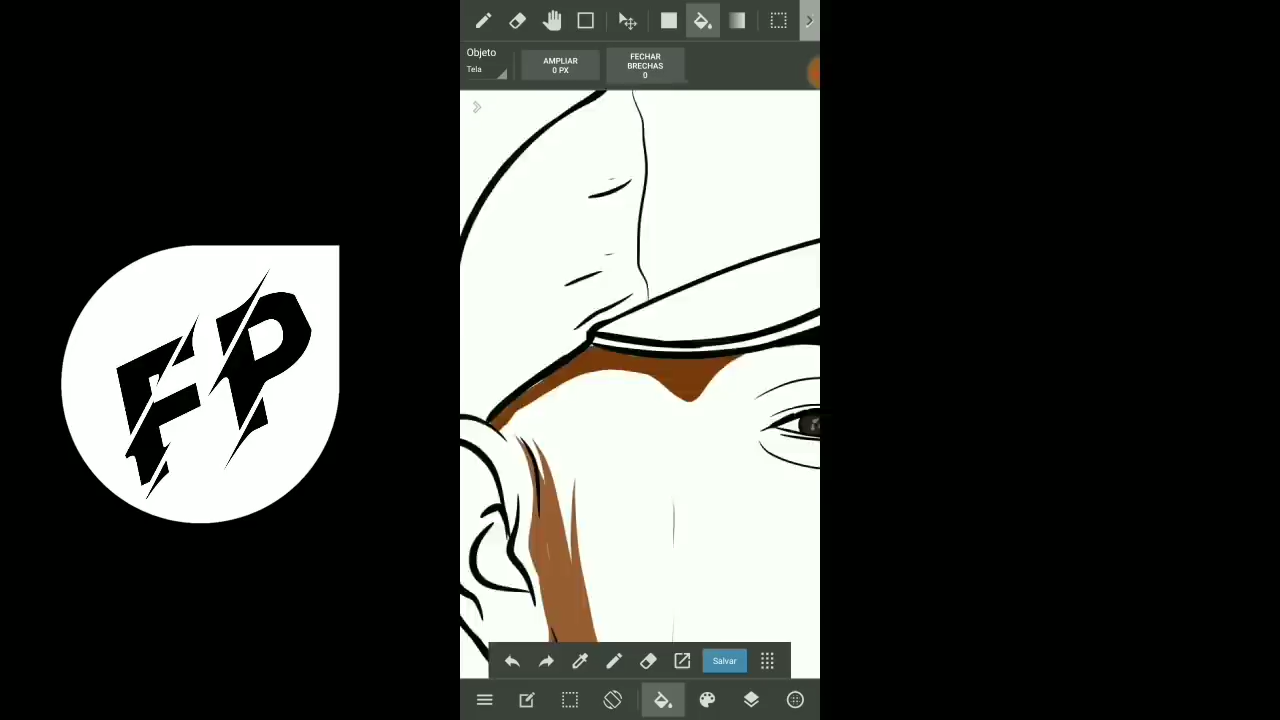 Objeto
Tela
AMPLIAR
0 PX
FECHAR
BRECHAS
0
FP
Salvar